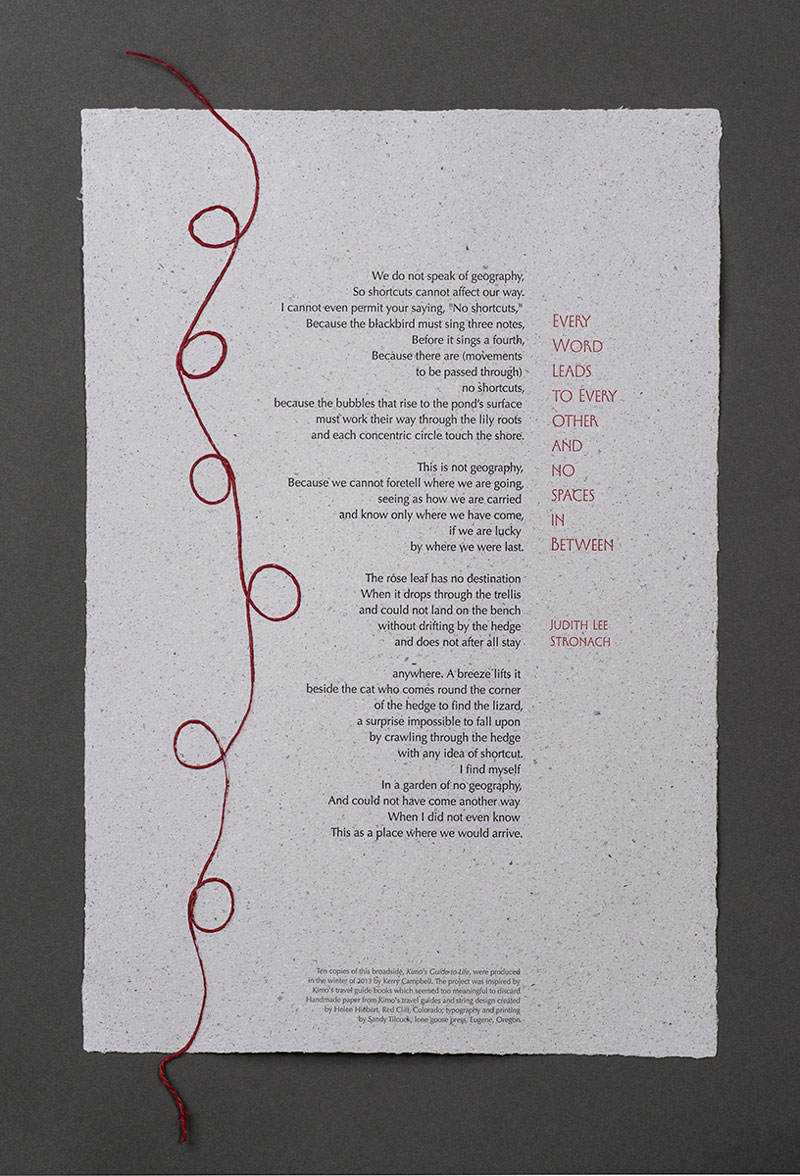 We do not speak of geography,
So shortcuts cannot affect our way.
I cannot even permit your saying, "No shortcuts,"
Because the blackbird must sing three notes,
Before it sings a fourth,
Because there are (movements
to be passed through)
no shortcuts,
because the bubbles that rise to the pond's surface
must work their way through the lily roots
and each concentric circle touch the shore.
This is not geography,
Because we cannot foretell where we are going,
seeing as how we are carried
and know only where we have come,
if we are lucky
by where we were last.
The rose leaf has no destination
When it drops through the trellis
and could not land on the bench
without drifting by the hedge
and does not after all stay
anywhere. A breeze lifts it
beside the cat who comes round the corner
of the hedge to find the lizard,
a surprise impossible to fall upon
by crawling through the hedge
with any idea of shortcut.
I find myself
In a garden of no geography,
And could not have come another way
When I did not even know
This as a place where we would arrive.
EVERY
WORD
LEADS
TO EVERY
OTHER
AND
NO
SPACES
IN
BETWEEN
JUDITH LEE
STRONACH
Ten copies of this broadside, Kimo's Guide to Life, were produced
in the winter of 2013 by Kerry Campbell. The project was inspired by
Kimo's travel guide books which seemed too meaningful to discard.
Handmade paper from Kimo's travel guides and string design created
by Helen Hiebert, Red Cliff, Colorado; typography and printing
by Sandy Tilcock, lone goose press, Eugene, Oregon.